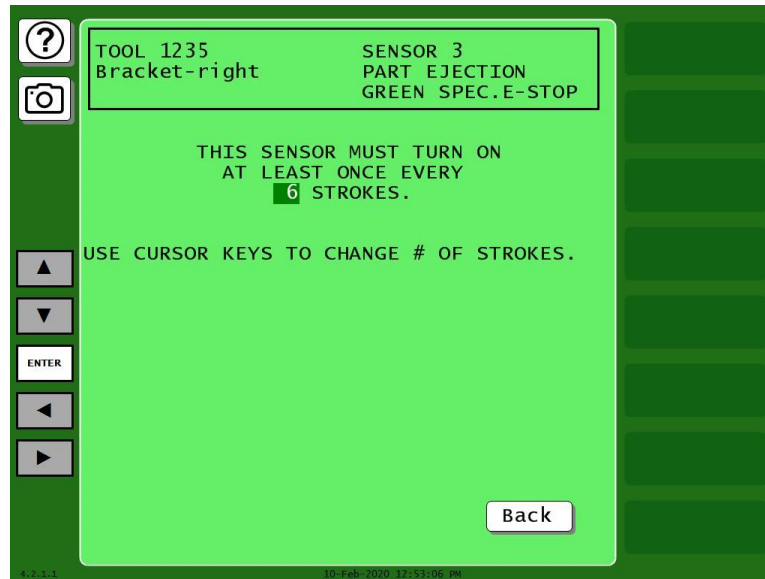 ?
TOOL 1235
Bracket-right
SENSOR 3
PART EJECTION
GREEN SPEC.E-STOP
THIS SENSOR MUST TURN ON
AT LEAST ONCE EVERY
6 STROKES.
USE CURSOR KEYS TO CHANGE # OF STROKES.
ENTER
Back
4.2.1.1
10-Feb-2020 12:53:06 PM